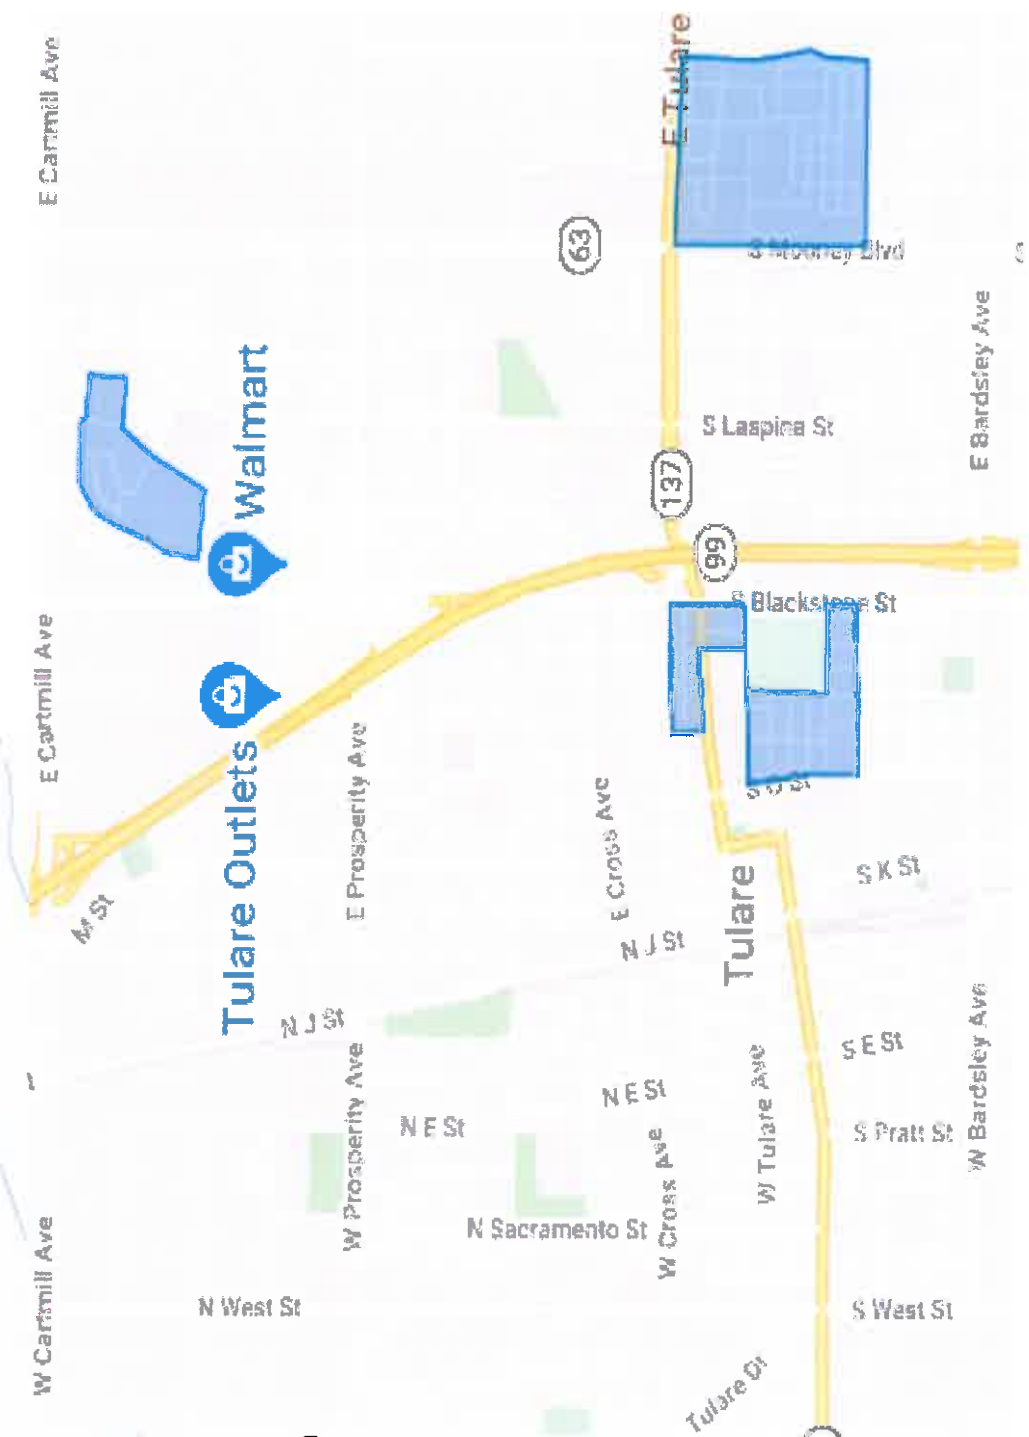 E Cartmill Ave
E Tulare
63
S Mooney Blvd
Walmart
E Bardsley Ave
S Laspina St
137
99
S Blackstone St
E Cartmill Ave
Tulare Outlets
E Prosperity Ave
E Cross Ave
S O St
M St
S K St
Tulare
N J St
N J St
S E St
W Bardsley Ave
W Prosperity Ave
N E St
N E St
W Tulare Ave
S Pratt St
W Cross Ave
N Sacramento St
W Cartmill Ave
N West St
S West St
Tulare Dr